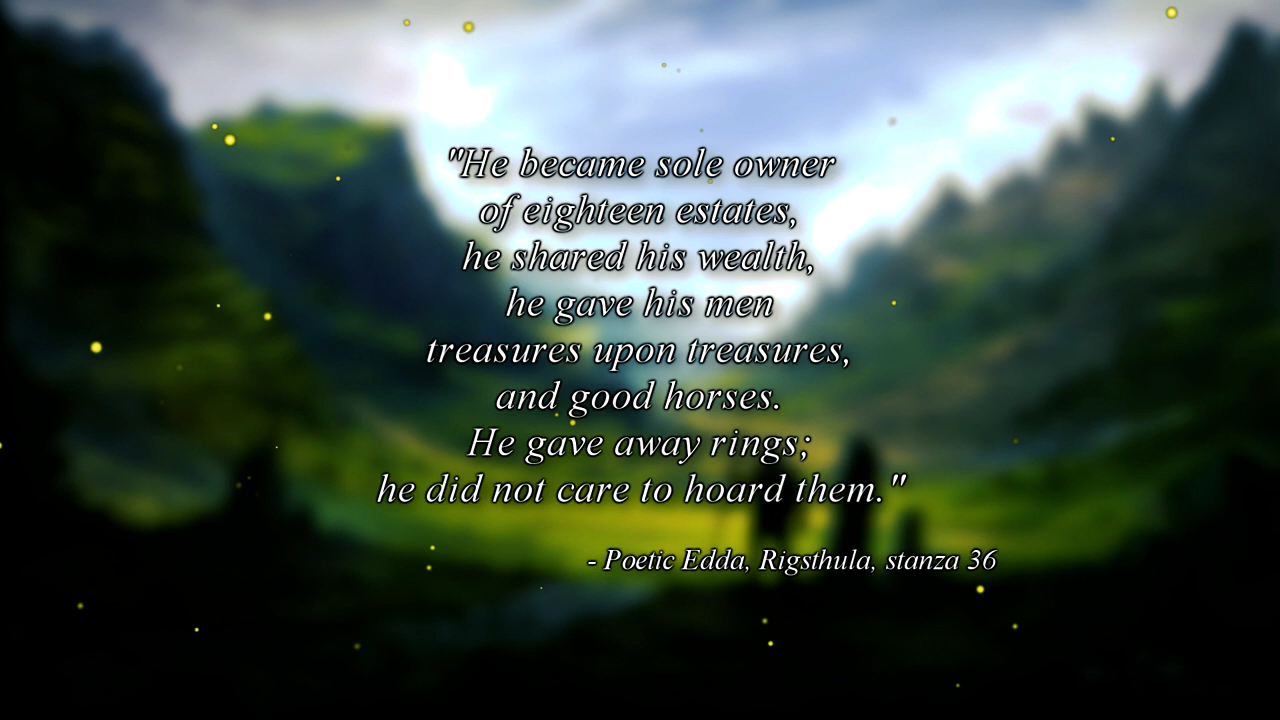 "He became sole owner
of eighteen estates,
he shared his wealth,
he gave his men
treasures upon treasures,
and good horses.
He gave away rings;
he did not care to hoard them."
- Poetic Edda, Rigsthula, stanza 36